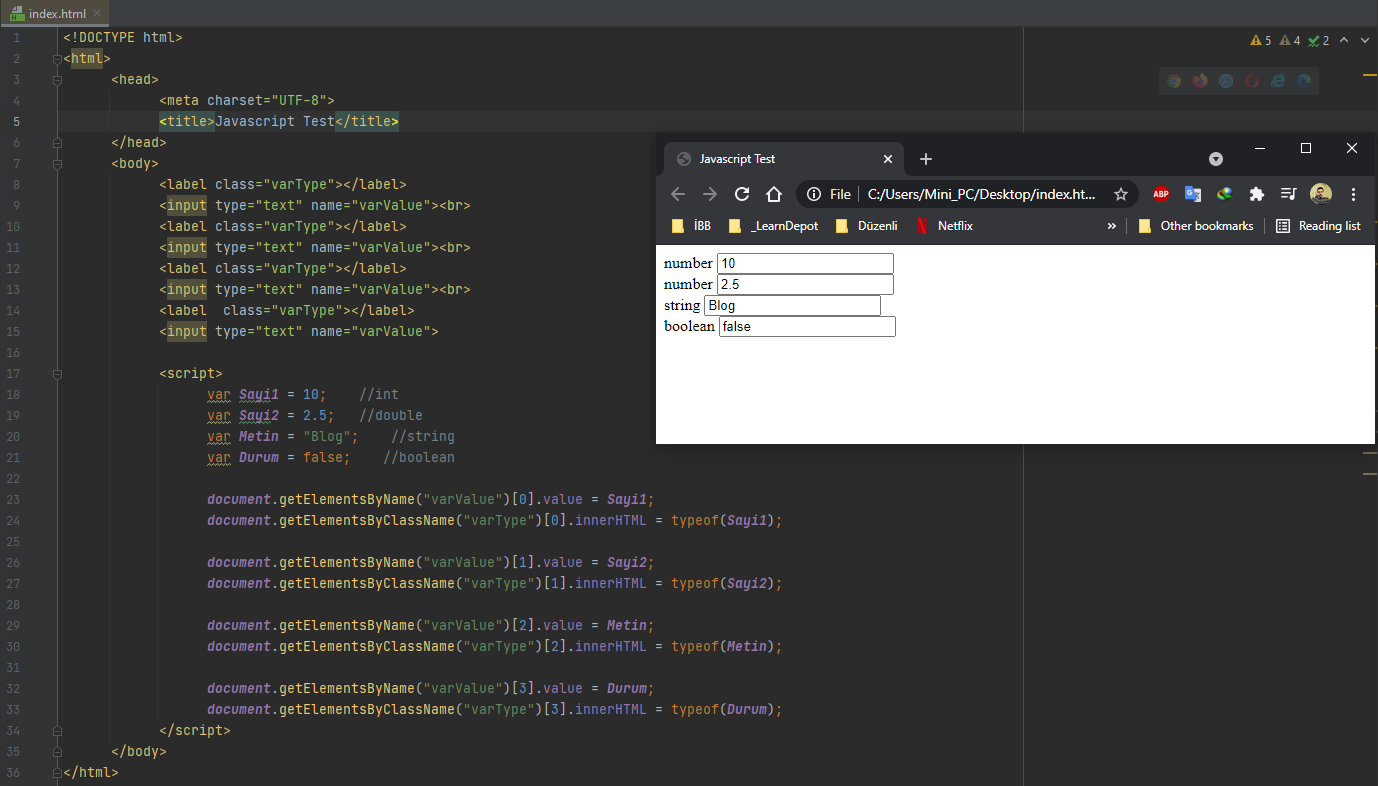 index.html
1 <!DOCTYPE html>
2 <html>
3 <head>
4 <meta charset="UTF-8">
5 <title>Javascript Test</title>
6 </head>
7 <body>
8 <label class="varType"></label>
9 <input type="text" name="varValue"><br>
10 <label class="varType"></label>
11 <input type="text" name="varValue"><br>
12 <label class="varType"></label>
13 <input type="text" name="varValue"><br>
14 <label  class="varType"></label>
15 <input type="text" name="varValue">
16
17 <script>
18 var Sayi1 = 10;    //int
19 var Sayi2 = 2.5;   //double
20 var Metin = "Blog";    //string
21 var Durum = false;    //boolean
22
23 document.getElementsByName("varValue")[0].value = Sayi1;
24 document.getElementsByClassName("varType")[0].innerHTML = typeof(Sayi1);
25
26 document.getElementsByName("varValue")[1].value = Sayi2;
27 document.getElementsByClassName("varType")[1].innerHTML = typeof(Sayi2);
28
29 document.getElementsByName("varValue")[2].value = Metin;
30 document.getElementsByClassName("varType")[2].innerHTML = typeof(Metin);
31
32 document.getElementsByName("varValue")[3].value = Durum;
33 document.getElementsByClassName("varType")[3].innerHTML = typeof(Durum);
34 </script>
35 </body>
36 </html>
5 4 2
Javascript Test
File C:/Users/Mini_PC/Desktop/index.ht... ABP
İBB _LearnDepot Düzenli Netflix » Other bookmarks Reading list
number 10
number 2.5
string Blog
boolean false